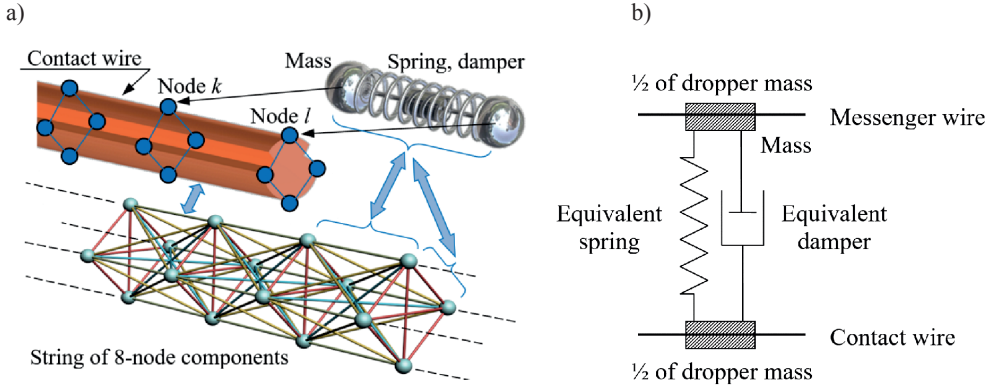 a)
Contact wire
Mass
Spring, damper
Node k
Node l
String of 8-node components
b)
½ of dropper mass
Messenger wire
Mass
Equivalent
spring
Equivalent
damper
Contact wire
½ of dropper mass